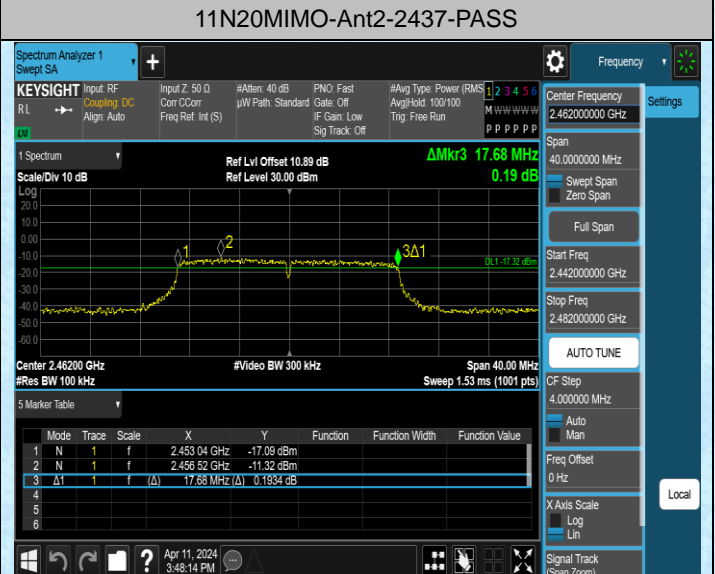 11N20MIMO-Ant2-2437-PASS
Spectrum Analyzer 1
Swept SA
Frequency
KEYSIGHT
Input: RF
Coupling: DC
Align: Auto
Input Z: 50 Ω
Corr CCorr
Freq Ref: Int (S)
#Atten: 40 dB
µW Path: Standard
PNO: Fast
Gate: Off
IF Gain: Low
Sig Track: Off
#Avg Type: Power (RMS
Avg|Hold: 100/100
Trig: Free Run
1 2 3 4 5 6
M W W W W W
P P P P P P
RL
LXI
1 Spectrum
Scale/Div 10 dB
Ref Lvl Offset 10.89 dB
Ref Level 30.00 dBm
ΔMkr3 17.68 MHz
0.19 dB
Log
20.0
10.0
0.00
-10.0
-20.0
-30.0
-40.0
-50.0
-60.0
1
2
3Δ1
DL1 -17.32 dBm
Center 2.46200 GHz
#Res BW 100 kHz
#Video BW 300 kHz
Span 40.00 MHz
Sweep 1.53 ms (1001 pts)
5 Marker Table
Mode Trace Scale X Y Function Function Width Function Value
1 N 1 f 2.453 04 GHz -17.09 dBm
2 N 1 f 2.456 52 GHz -11.32 dBm
3 Δ1 1 f (Δ) 17.68 MHz (Δ) 0.1934 dB
4
5
6
Center Frequency
2.462000000 GHz
Settings
Span
40.0000000 MHz
Swept Span
Zero Span
Full Span
Start Freq
2.442000000 GHz
Stop Freq
2.482000000 GHz
AUTO TUNE
CF Step
4.000000 MHz
Auto
Man
Freq Offset
0 Hz
X Axis Scale
Log
Lin
Local
Signal Track
(Span Zoom)
Apr 11, 2024
3:48:14 PM